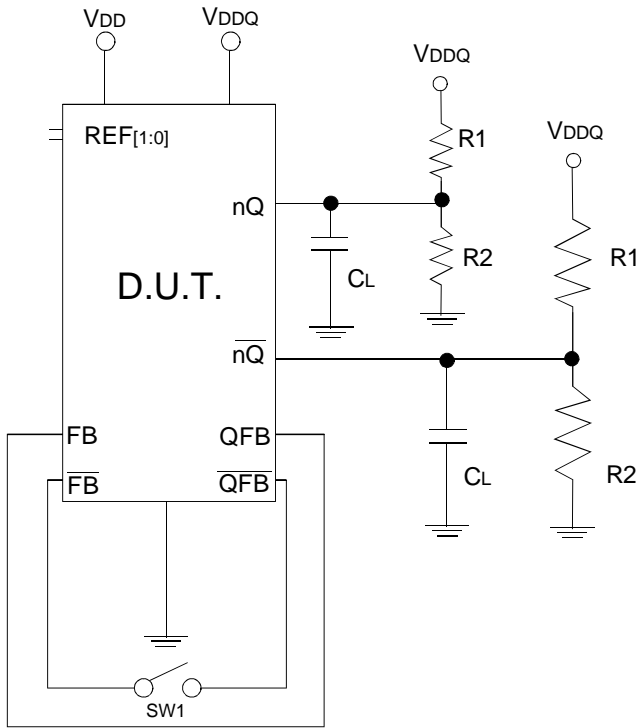 VDD
VDDQ
VDDQ
VDDQ
REF[1:0]
R1
nQ
R2
R1
CL
D.U.T.
nQ
FB
QFB
FB
QFB
CL
R2
SW1